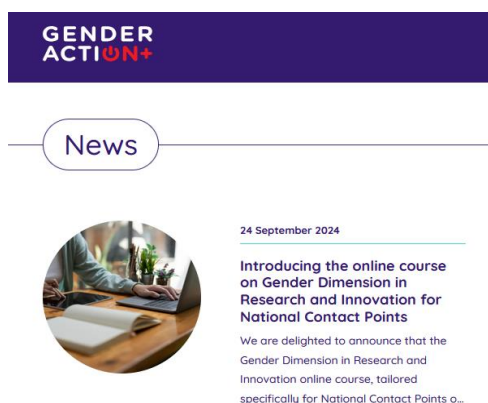 GENDER
ACTION+
News
24 September 2024
Introducing the online course
on Gender Dimension in
Research and Innovation for
National Contact Points
We are delighted to announce that the
Gender Dimension in Research and
Innovation online course, tailored
specifically for National Contact Points o...